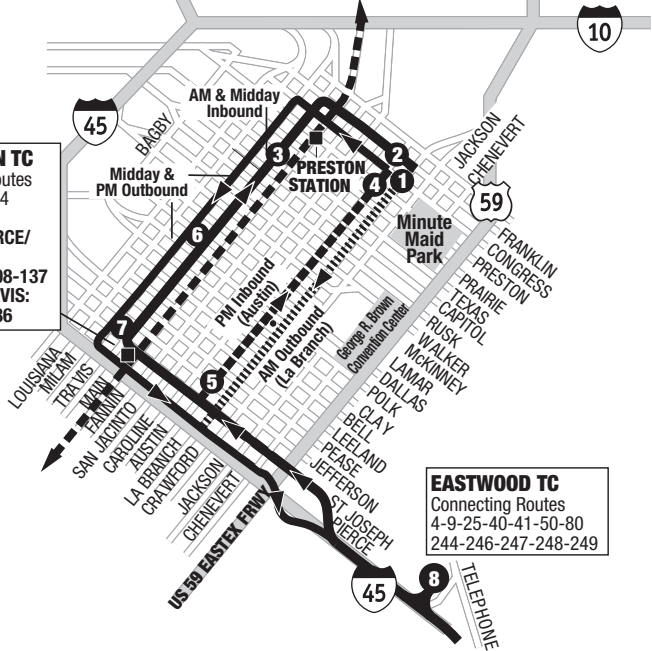 10
45
AM & Midday
Inbound
BAGBY
Midday &
PM Outbound
N TC
outes
4
RCE/
08-137
VIS:
36
3
PRESTON
STATION
2
4
1
JACKSON
CHENEVERT
59
Minute
Maid
Park
6
FRANKLIN
CONGRESS
PRESTON
PRAIRIE
TEXAS
CAPITOL
RUSK
WALKER
McKINNEY
LAMAR
DALLAS
POLK
CLAY
BELL
LEELAND
PEASE
JEFFERSON
ST JOSEPH
PIERCE
PM Inbound
(Austin)
AM Outbound
(La Branch)
George R. Brown
Convention Center
7
5
LOUISIANA
MILAM
TRAVIS
MAIN
FANNIN
SAN JACINTO
CAROLINE
AUSTIN
LA BRANCH
CRAWFORD
JACKSON
CHENEVERT
US 59 EASTEX FRWY
EASTWOOD TC
Connecting Routes
4-9-25-40-41-50-80
244-246-247-248-249
45
8
TELEPHONE